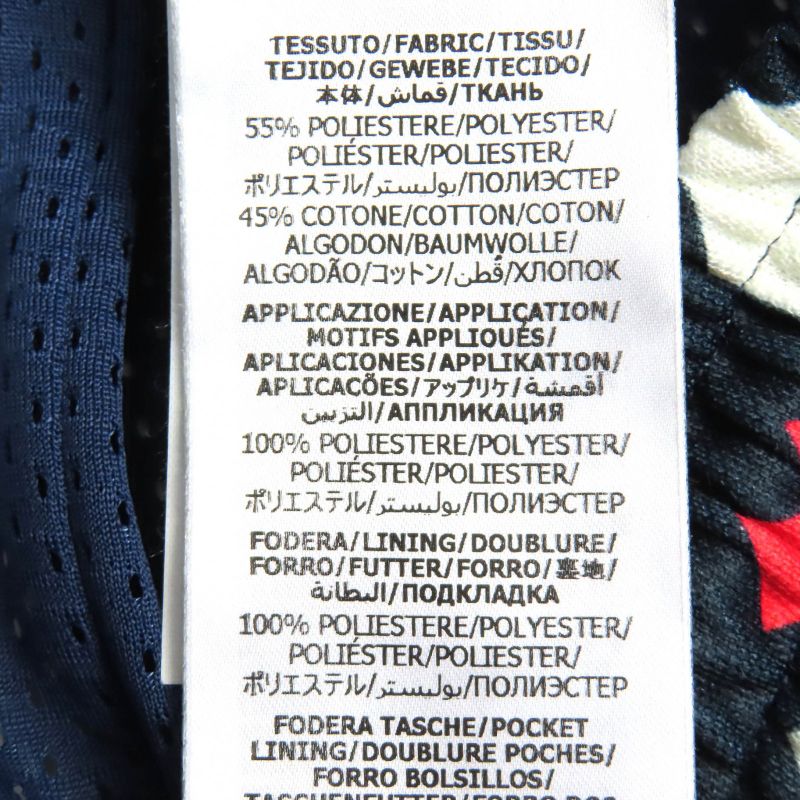 TESSUTO/FABRIC/TISSU/
TEJIDO/GEWEBE/TECIDO/
本体/قماش/ТКАНЬ
55% POLIESTERE/POLYESTER/
POLIÉSTER/POLIESTER/
ポリエステル/بوليستر/ПОЛИЭСТЕР
45% COTONE/COTTON/COTON/
ALGODON/BAUMWOLLE/
ALGODÃO/コットン/قُطن/ХЛОПОК
APPLICAZIONE/APPLICATION/
MOTIFS APPLIQUÉS/
APLICACIONES/APPLIKATION/
APLICACÕES/アップリケ/أقمشة
التزيين/АППЛИКАЦИЯ
100% POLIESTERE/POLYESTER/
POLIÉSTER/POLIESTER/
ポリエステル/بوليستر/ПОЛИЭСТЕР
FODERA/LINING/DOUBLURE/
FORRO/FUTTER/FORRO/裏地/
البطانة/ПОДКЛАДКА
100% POLIESTERE/POLYESTER/
POLIÉSTER/POLIESTER/
ポリエステル/بوليستر/ПОЛИЭСТЕР
FODERA TASCHE/POCKET
LINING/DOUBLURE POCHES/
FORRO BOLSILLOS/
TASCHENFUTTER/FORRO DOS